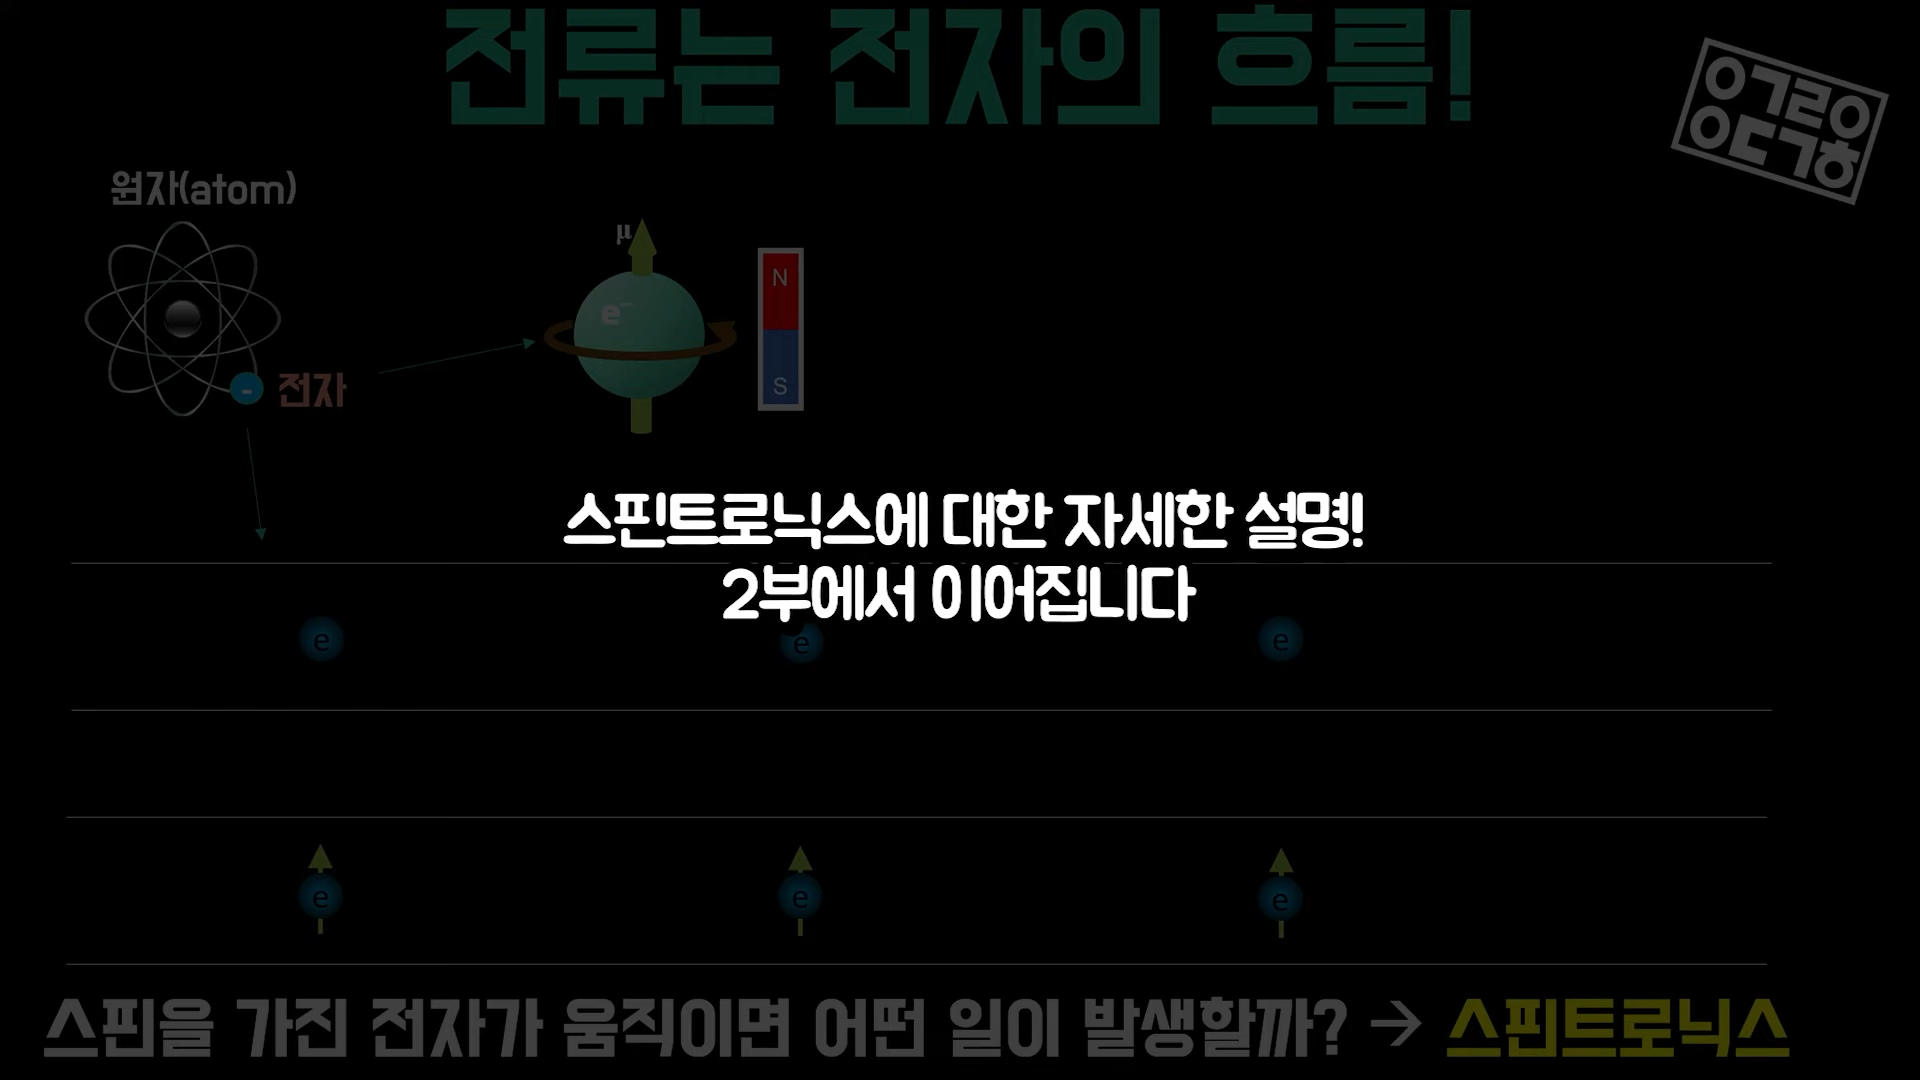 전류는 전자의 흐름!
원자(atom)
μ
e⁻
N
S
-
전자
스핀트로닉스에 대한 자세한 설명!
2부에서 이어집니다
e
e
e
e
e
e
스핀을 가진 전자가 움직이면 어떤 일이 발생할까? → 스핀트로닉스